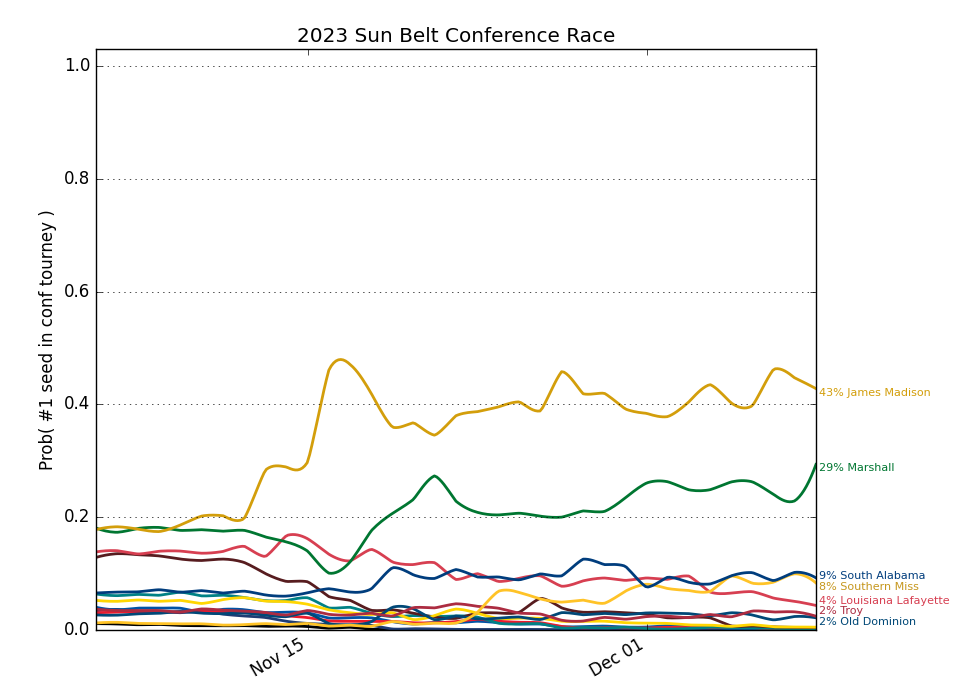 2023 Sun Belt Conference Race
Prob( #1 seed in conf tourney )
1.0
0.8
0.6
0.4
0.2
0.0
Nov 15
Dec 01
43% James Madison
29% Marshall
9% South Alabama
8% Southern Miss
4% Louisiana Lafayette
2% Troy
2% Old Dominion